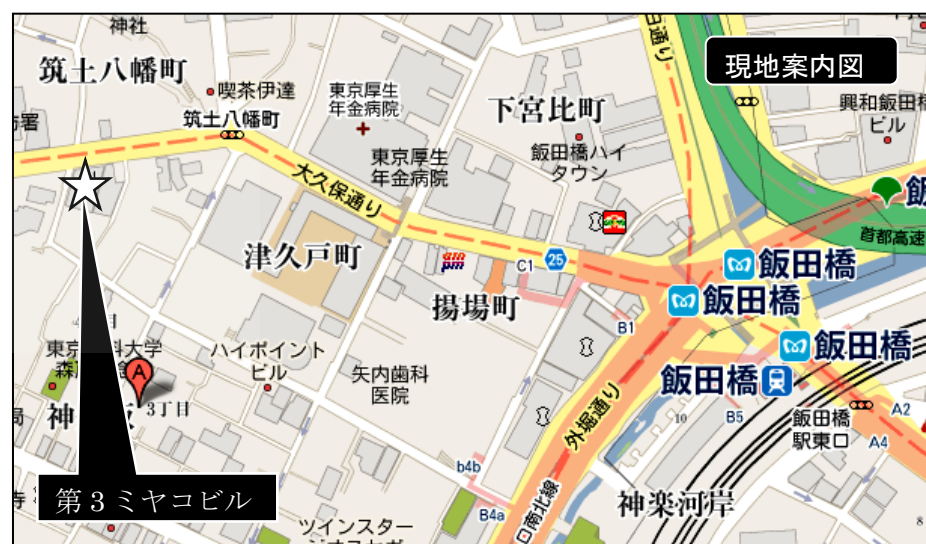 神社
筑土八幡町
喫茶伊達
筑土八幡町
東京厚生
年金病院
東京厚生
年金病院
下宮比町
飯田橋ハイ
タウン
現地案内図
興和飯田橋
ビル
大久保通り
津久戸町
am
pm
C1
25
揚場町
B1
飯田橋
飯田橋
飯田橋
飯田橋
首都高速
ハイポイント
ビル
矢内歯科
医院
A
3丁目
外堀通り
10
B5
飯田橋
駅東口
A2
A4
b4b
B4a
南北線
神楽河岸
第3ミヤコビル
ツインスター
8